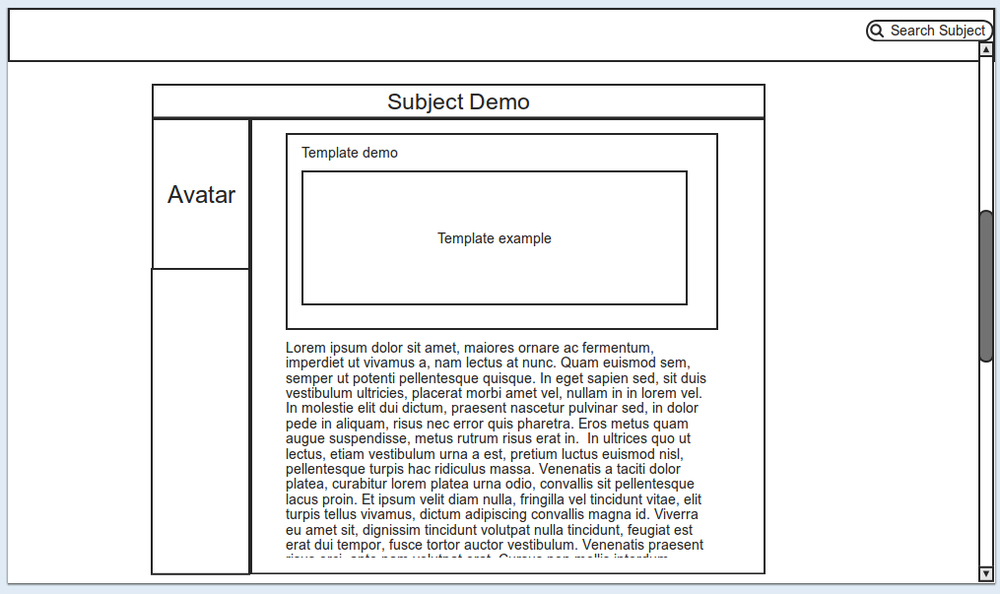 Search Subject
Subject Demo
Avatar
Template demo
Template example
Lorem ipsum dolor sit amet, maiores ornare ac fermentum,
imperdiet ut vivamus a, nam lectus at nunc. Quam euismod sem,
semper ut potenti pellentesque quisque. In eget sapien sed, sit duis
vestibulum ultricies, placerat morbi amet vel, nullam in in lorem vel.
In molestie elit dui dictum, praesent nascetur pulvinar sed, in dolor
pede in aliquam, risus nec error quis pharetra. Eros metus quam
augue suspendisse, metus rutrum risus erat in.  In ultrices quo ut
lectus, etiam vestibulum urna a est, pretium luctus euismod nisl,
pellentesque turpis hac ridiculus massa. Venenatis a taciti dolor
platea, curabitur lorem platea urna odio, convallis sit pellentesque
lacus proin. Et ipsum velit diam nulla, fringilla vel tincidunt vitae, elit
turpis tellus vivamus, dictum adipiscing convallis magna id. Viverra
eu amet sit, dignissim tincidunt volutpat nulla tincidunt, feugiat est
erat dui tempor, fusce tortor auctor vestibulum. Venenatis praesent